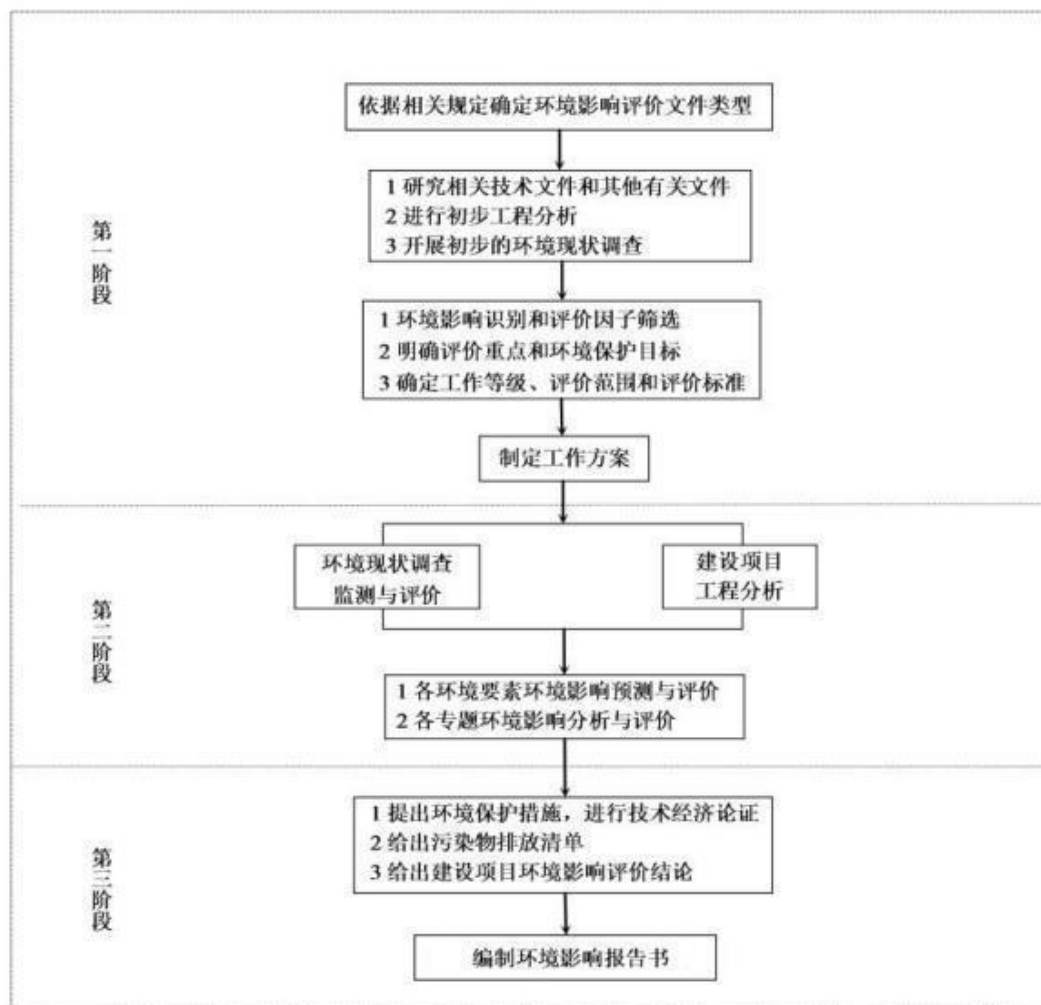 依据相关规定确定环境影响评价文件类型
1 研究相关技术文件和其他有关文件
2 进行初步工程分析
3 开展初步的环境现状调查
第一阶段
1 环境影响识别和评价因子筛选
2 明确评价重点和环境保护目标
3 确定工作等级、评价范围和评价标准
制定工作方案
环境现状调查
监测与评价
建设项目
工程分析
第二阶段
1 各环境要素环境影响预测与评价
2 各专题环境影响分析与评价
1 提出环境保护措施，进行技术经济论证
2 给出污染物排放清单
3 给出建设项目环境影响评价结论
第三阶段
编制环境影响报告书